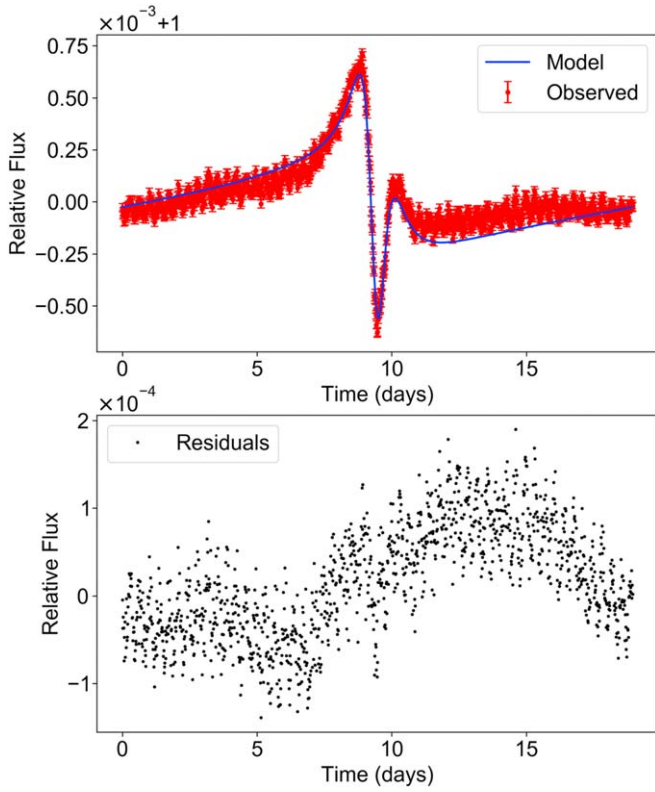 ×10⁻³+1
0.75
0.50
0.25
0.00
−0.25
−0.50
Relative Flux
Model
Observed
0
5
10
15
Time (days)
×10⁻⁴
2
1
0
−1
Relative Flux
Residuals
0
5
10
15
Time (days)